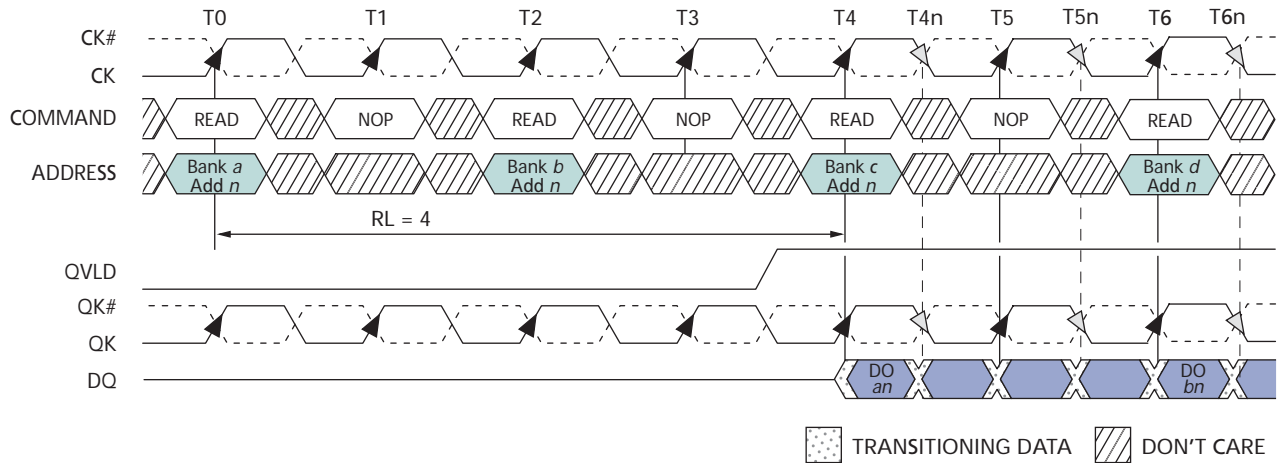 T0 T1 T2 T3 T4 T4n T5 T5n T6 T6n
CK#
CK
COMMAND READ NOP READ NOP READ NOP READ
ADDRESS Bank a Add n Bank b Add n Bank c Add n Bank d Add n
RL = 4
QVLD
QK#
QK
DQ DO an DO bn
TRANSITIONING DATA DON'T CARE